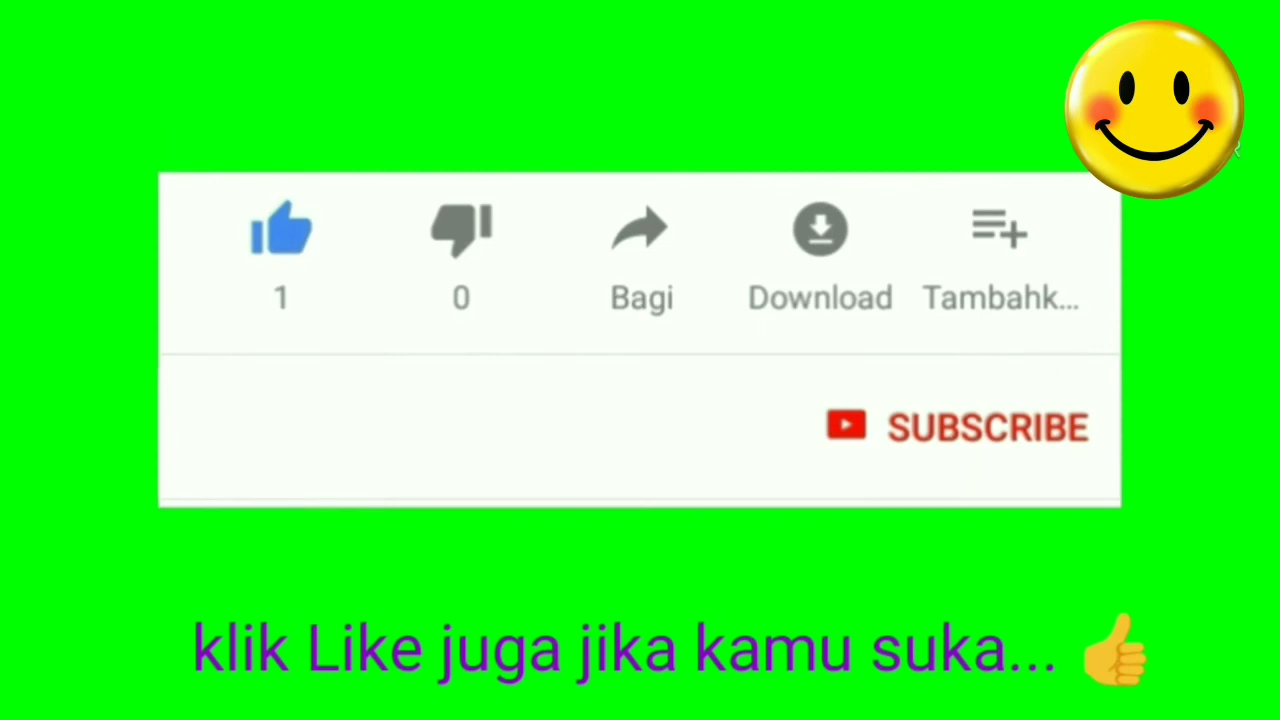 1 0 Bagi Download Tambahk...
SUBSCRIBE
klik Like juga jika kamu suka... 👍